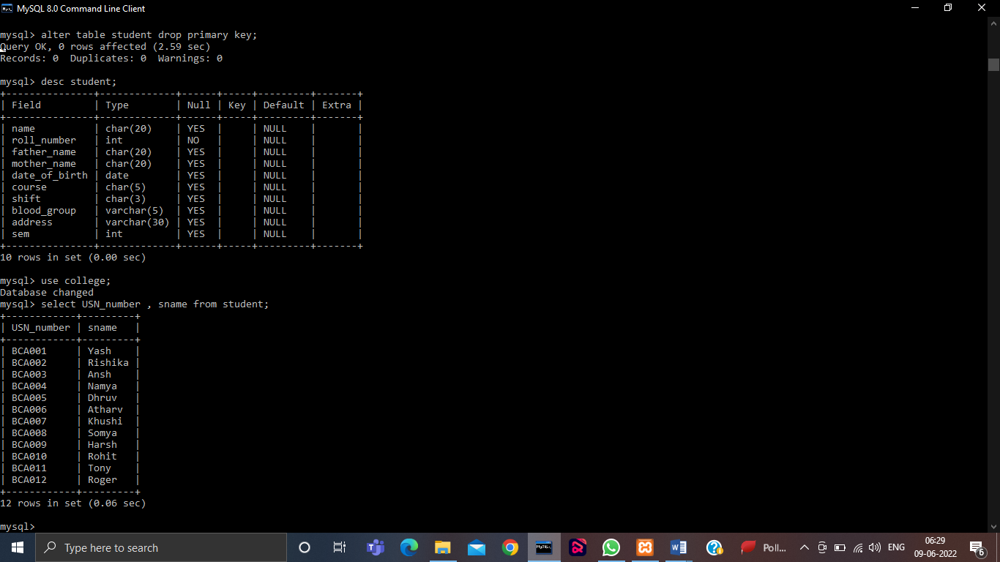 MySQL 8.0 Command Line Client
mysql> alter table student drop primary key;
Query OK, 0 rows affected (2.59 sec)
Records: 0  Duplicates: 0  Warnings: 0
mysql> desc student;
+---------------+-------------+------+-----+---------+-------+
| Field         | Type        | Null | Key | Default | Extra |
+---------------+-------------+------+-----+---------+-------+
| name          | char(20)    | YES  |     | NULL    |       |
| roll_number   | int         | NO   |     | NULL    |       |
| father_name   | char(20)    | YES  |     | NULL    |       |
| mother_name   | char(20)    | YES  |     | NULL    |       |
| date_of_birth | date        | YES  |     | NULL    |       |
| course        | char(5)     | YES  |     | NULL    |       |
| shift         | char(3)     | YES  |     | NULL    |       |
| blood_group   | varchar(5)  | YES  |     | NULL    |       |
| address       | varchar(30) | YES  |     | NULL    |       |
| sem           | int         | YES  |     | NULL    |       |
+---------------+-------------+------+-----+---------+-------+
10 rows in set (0.00 sec)
mysql> use college;
Database changed
mysql> select USN_number , sname from student;
+------------+---------+
| USN_number | sname   |
+------------+---------+
| BCA001     | Yash    |
| BCA002     | Rishika |
| BCA003     | Ansh    |
| BCA004     | Namya   |
| BCA005     | Dhruv   |
| BCA006     | Atharv  |
| BCA007     | Khushi  |
| BCA008     | Somya   |
| BCA009     | Harsh   |
| BCA010     | Rohit   |
| BCA011     | Tony    |
| BCA012     | Roger   |
+------------+---------+
12 rows in set (0.06 sec)
mysql>
Type here to search
Poll...
ENG
06:29
09-06-2022
6